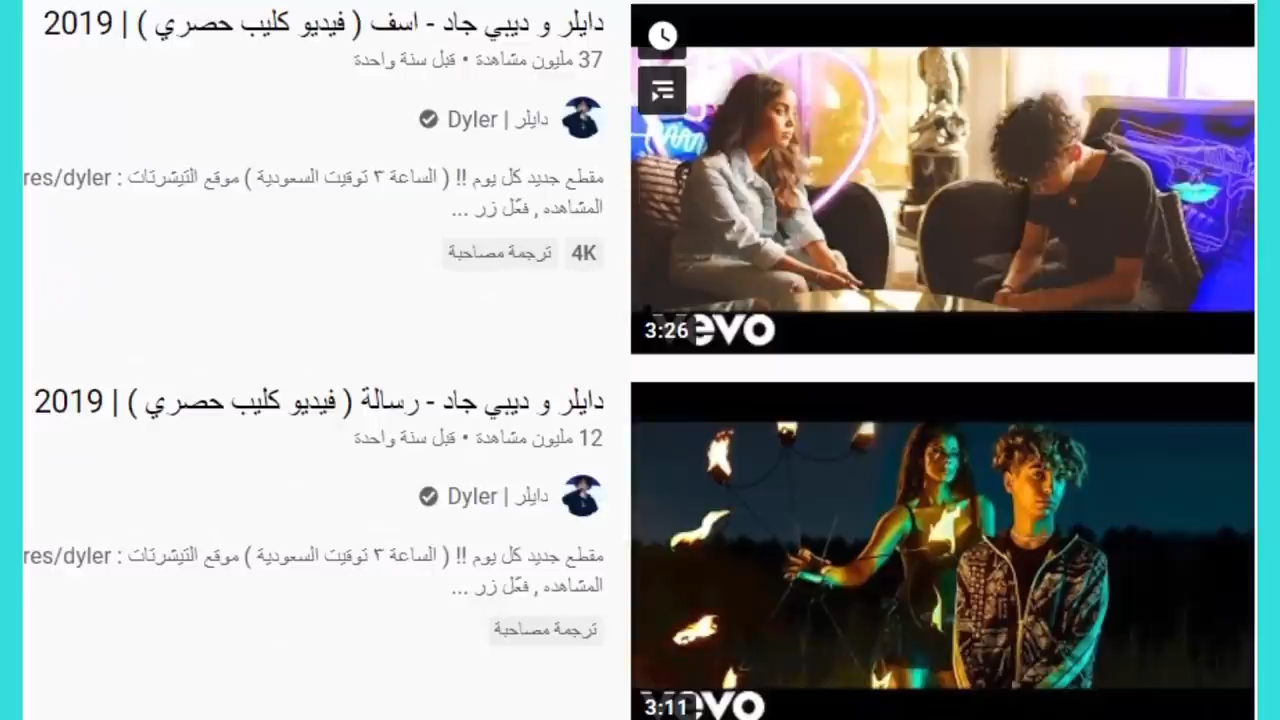 دايلر و ديبي جاد - اسف ( فيديو كليب حصري ) | 2019
37 مليون مشاهدة • قبل سنة واحدة
دايلر | Dyler
مقطع جديد كل يوم !! ( الساعة ٣ توقيت السعودية ) موقع التيشرتات : res/dyler
المشاهده , فعّل زر ...
4K
ترجمة مصاحبة
3:26
vevo
دايلر و ديبي جاد - رسالة ( فيديو كليب حصري ) | 2019
12 مليون مشاهدة • قبل سنة واحدة
دايلر | Dyler
مقطع جديد كل يوم !! ( الساعة ٣ توقيت السعودية ) موقع التيشرتات : res/dyler
المشاهده , فعّل زر ...
ترجمة مصاحبة
3:11
vevo